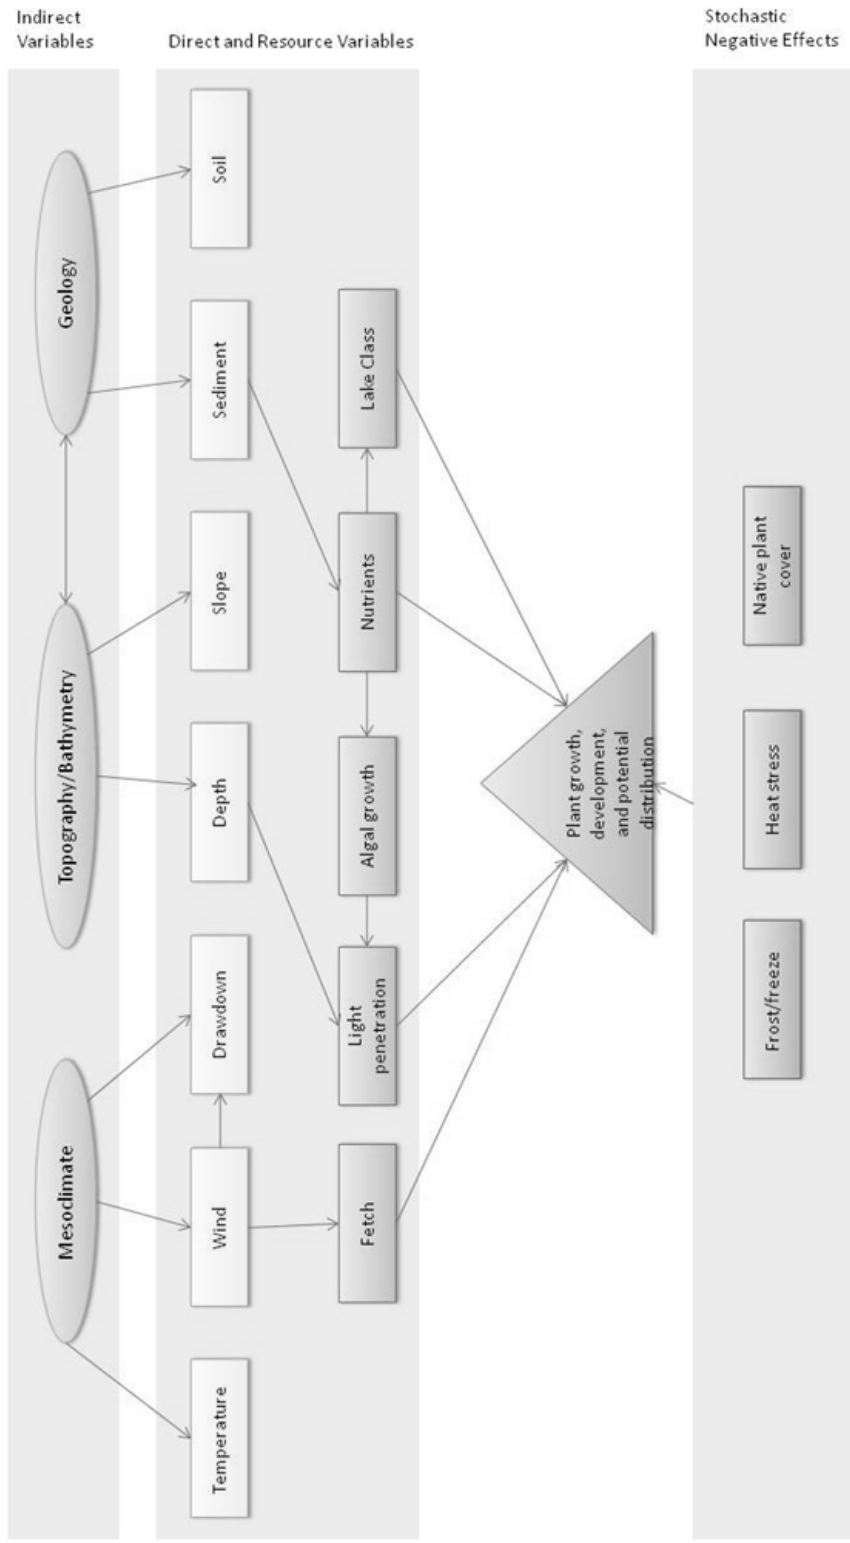 Indirect
Variables
Direct and Resource Variables
Stochastic
Negative Effects
Geology
Topography/Bathymetry
Mesoclimate
Soil
Sediment
Slope
Depth
Drawdown
Wind
Temperature
Lake Class
Nutrients
Algal growth
Light
penetration
Fetch
Plant growth,
development,
and potential
distribution
Native plant
cover
Heat stress
Frost/freeze